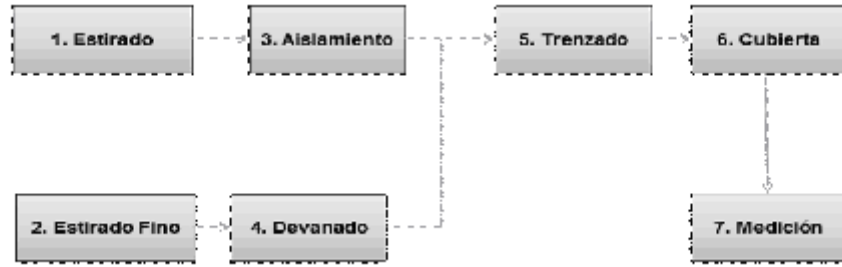 1. Estirado
3. Aislamiento
5. Trenzado
6. Cubierta
2. Estirado Fino
4. Devanado
7. Medición